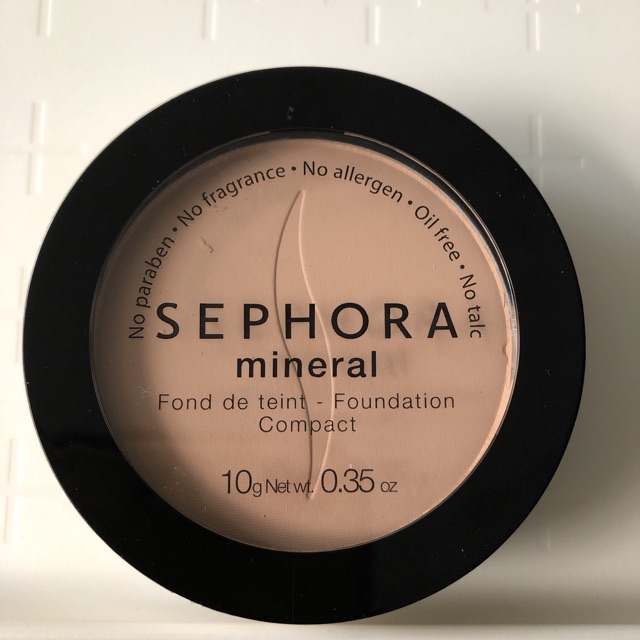 No paraben • No fragrance • No allergen • Oil free • No talc
SEPHORA
mineral
Fond de teint - Foundation
Compact
10g Net wt. 0.35 oz